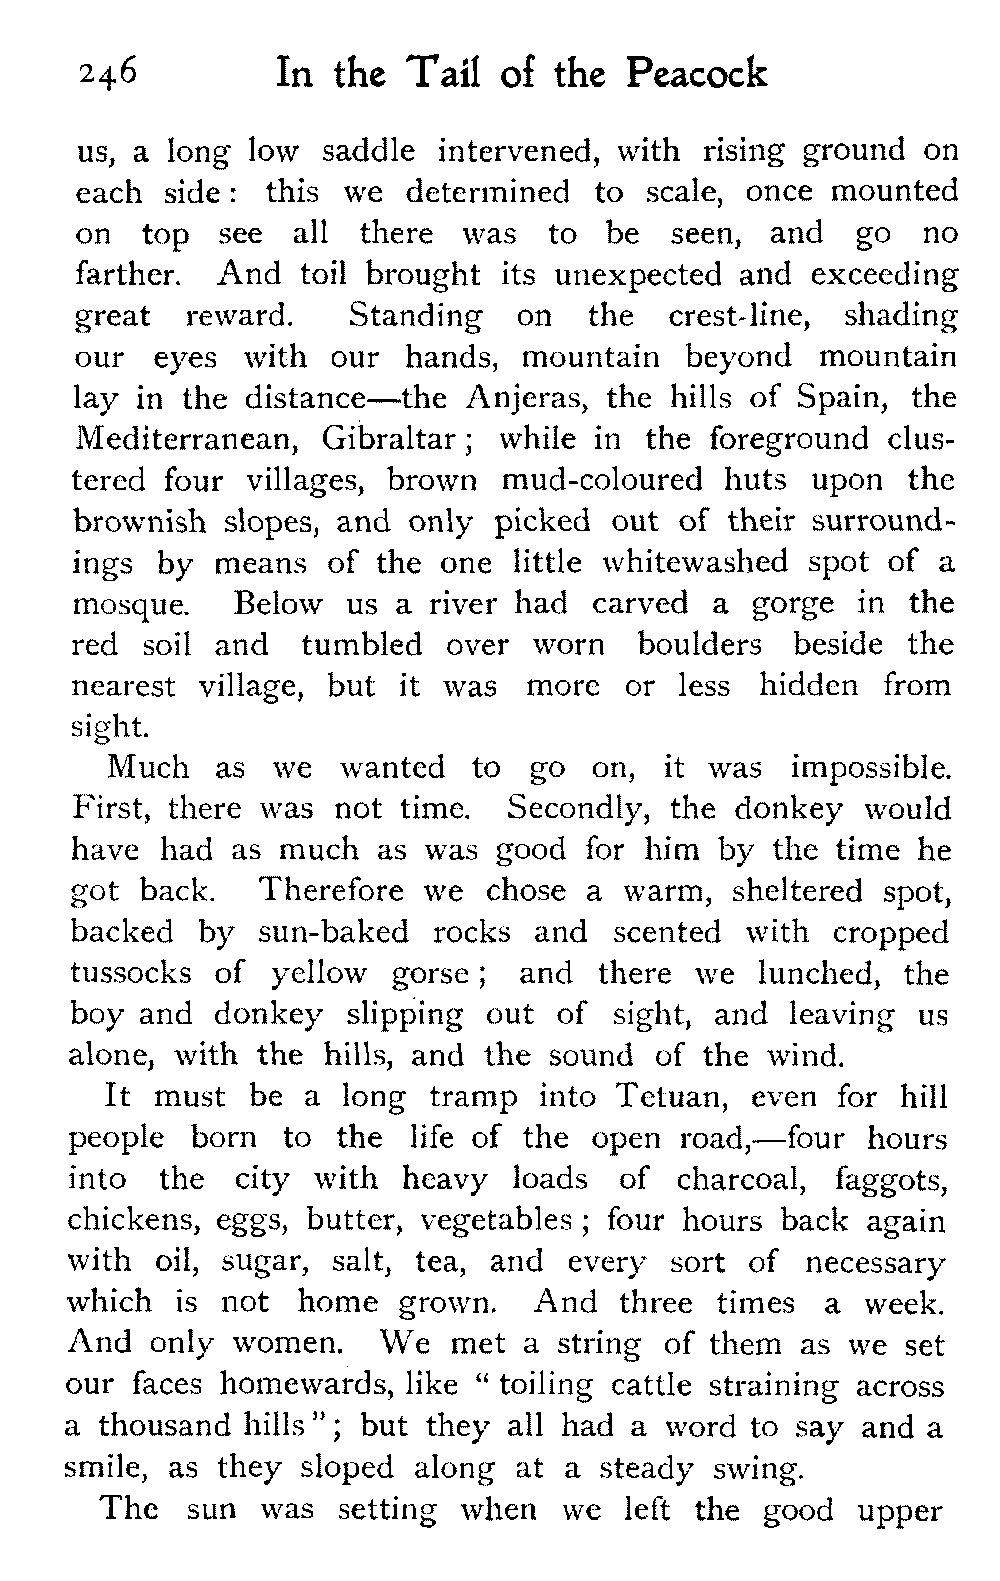 246 In the Tail of the Peacock
us, a long low saddle intervened, with rising ground on
each side : this we determined to scale, once mounted
on top see all there was to be seen, and go no
farther. And toil brought its unexpected and exceeding
great reward. Standing on the crest-line, shading
our eyes with our hands, mountain beyond mountain
lay in the distance—the Anjeras, the hills of Spain, the
Mediterranean, Gibraltar ; while in the foreground clus-
tered four villages, brown mud-coloured huts upon the
brownish slopes, and only picked out of their surround-
ings by means of the one little whitewashed spot of a
mosque. Below us a river had carved a gorge in the
red soil and tumbled over worn boulders beside the
nearest village, but it was more or less hidden from
sight.
Much as we wanted to go on, it was impossible.
First, there was not time. Secondly, the donkey would
have had as much as was good for him by the time he
got back. Therefore we chose a warm, sheltered spot,
backed by sun-baked rocks and scented with cropped
tussocks of yellow gorse ; and there we lunched, the
boy and donkey slipping out of sight, and leaving us
alone, with the hills, and the sound of the wind.
It must be a long tramp into Tetuan, even for hill
people born to the life of the open road,—four hours
into the city with heavy loads of charcoal, faggots,
chickens, eggs, butter, vegetables ; four hours back again
with oil, sugar, salt, tea, and every sort of necessary
which is not home grown. And three times a week.
And only women. We met a string of them as we set
our faces homewards, like " toiling cattle straining across
a thousand hills " ; but they all had a word to say and a
smile, as they sloped along at a steady swing.
The sun was setting when we left the good upper